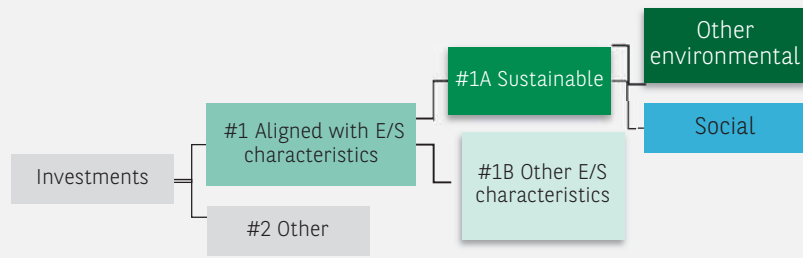 Investments
#1 Aligned with E/S
characteristics
#2 Other
#1A Sustainable
#1B Other E/S
characteristics
Other
environmental
Social